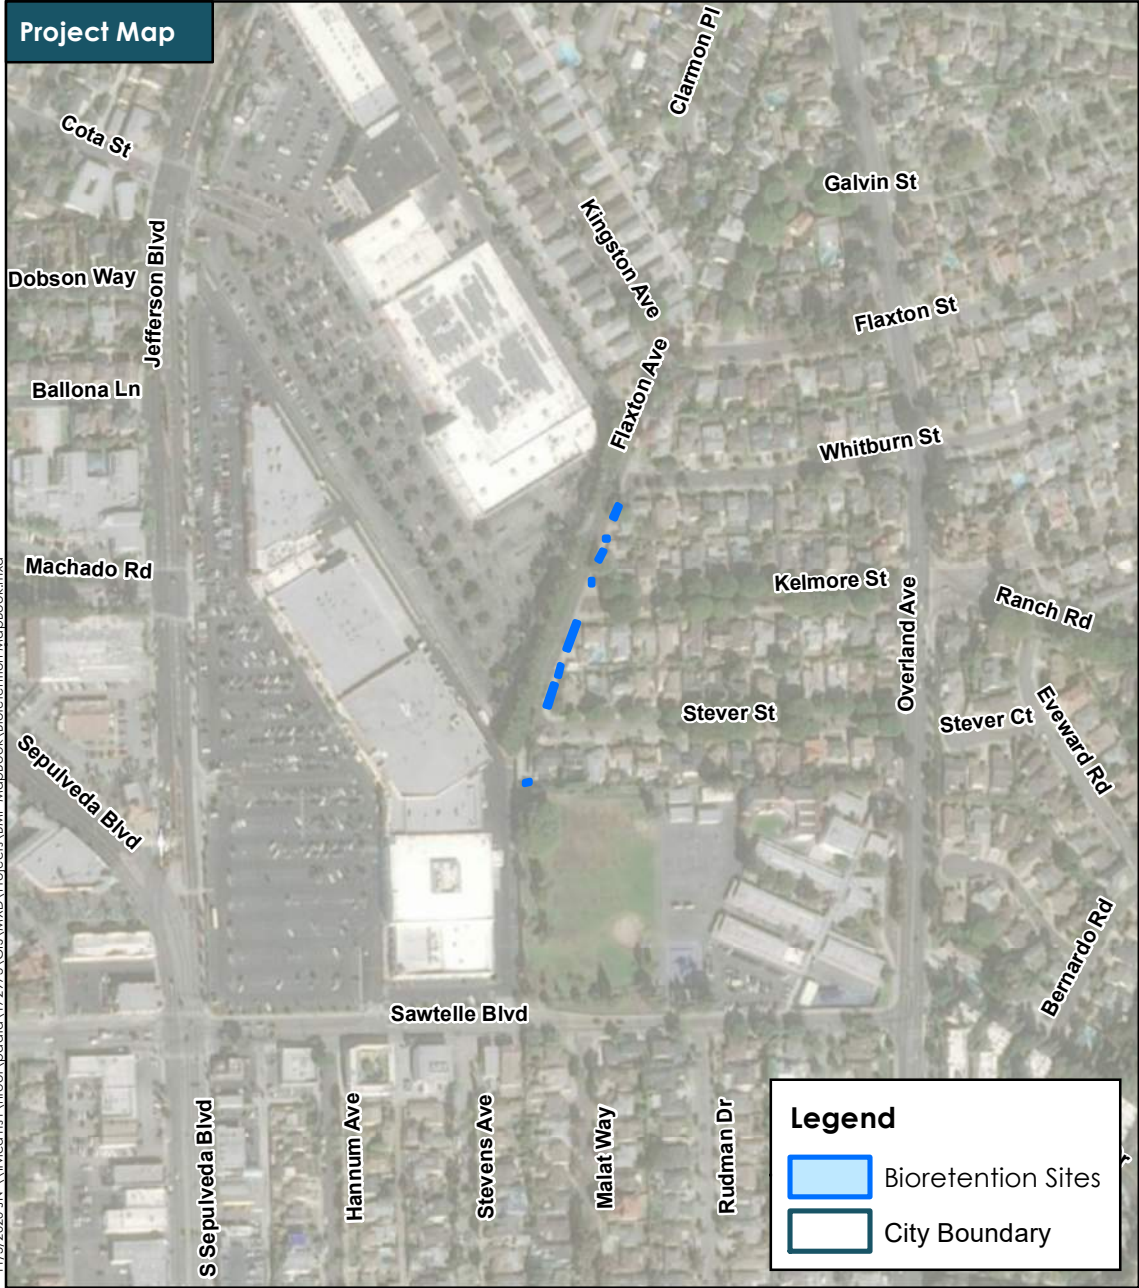 Project Map
Clarmon Pl
Cota St
Galvin St
Kingston Ave
Jefferson Blvd
Dobson Way
Flaxton St
Flaxton Ave
Ballona Ln
Whitburn St
Machado Rd
Kelmore St
Ranch Rd
Overland Ave
Stever St
Stever Ct
Eveward Rd
Sepulveda Blvd
Bernardo Rd
Sawtelle Blvd
S Sepulveda Blvd
Hannum Ave
Stevens Ave
Malat Way
Rudman Dr
Legend
Bioretention Sites
City Boundary